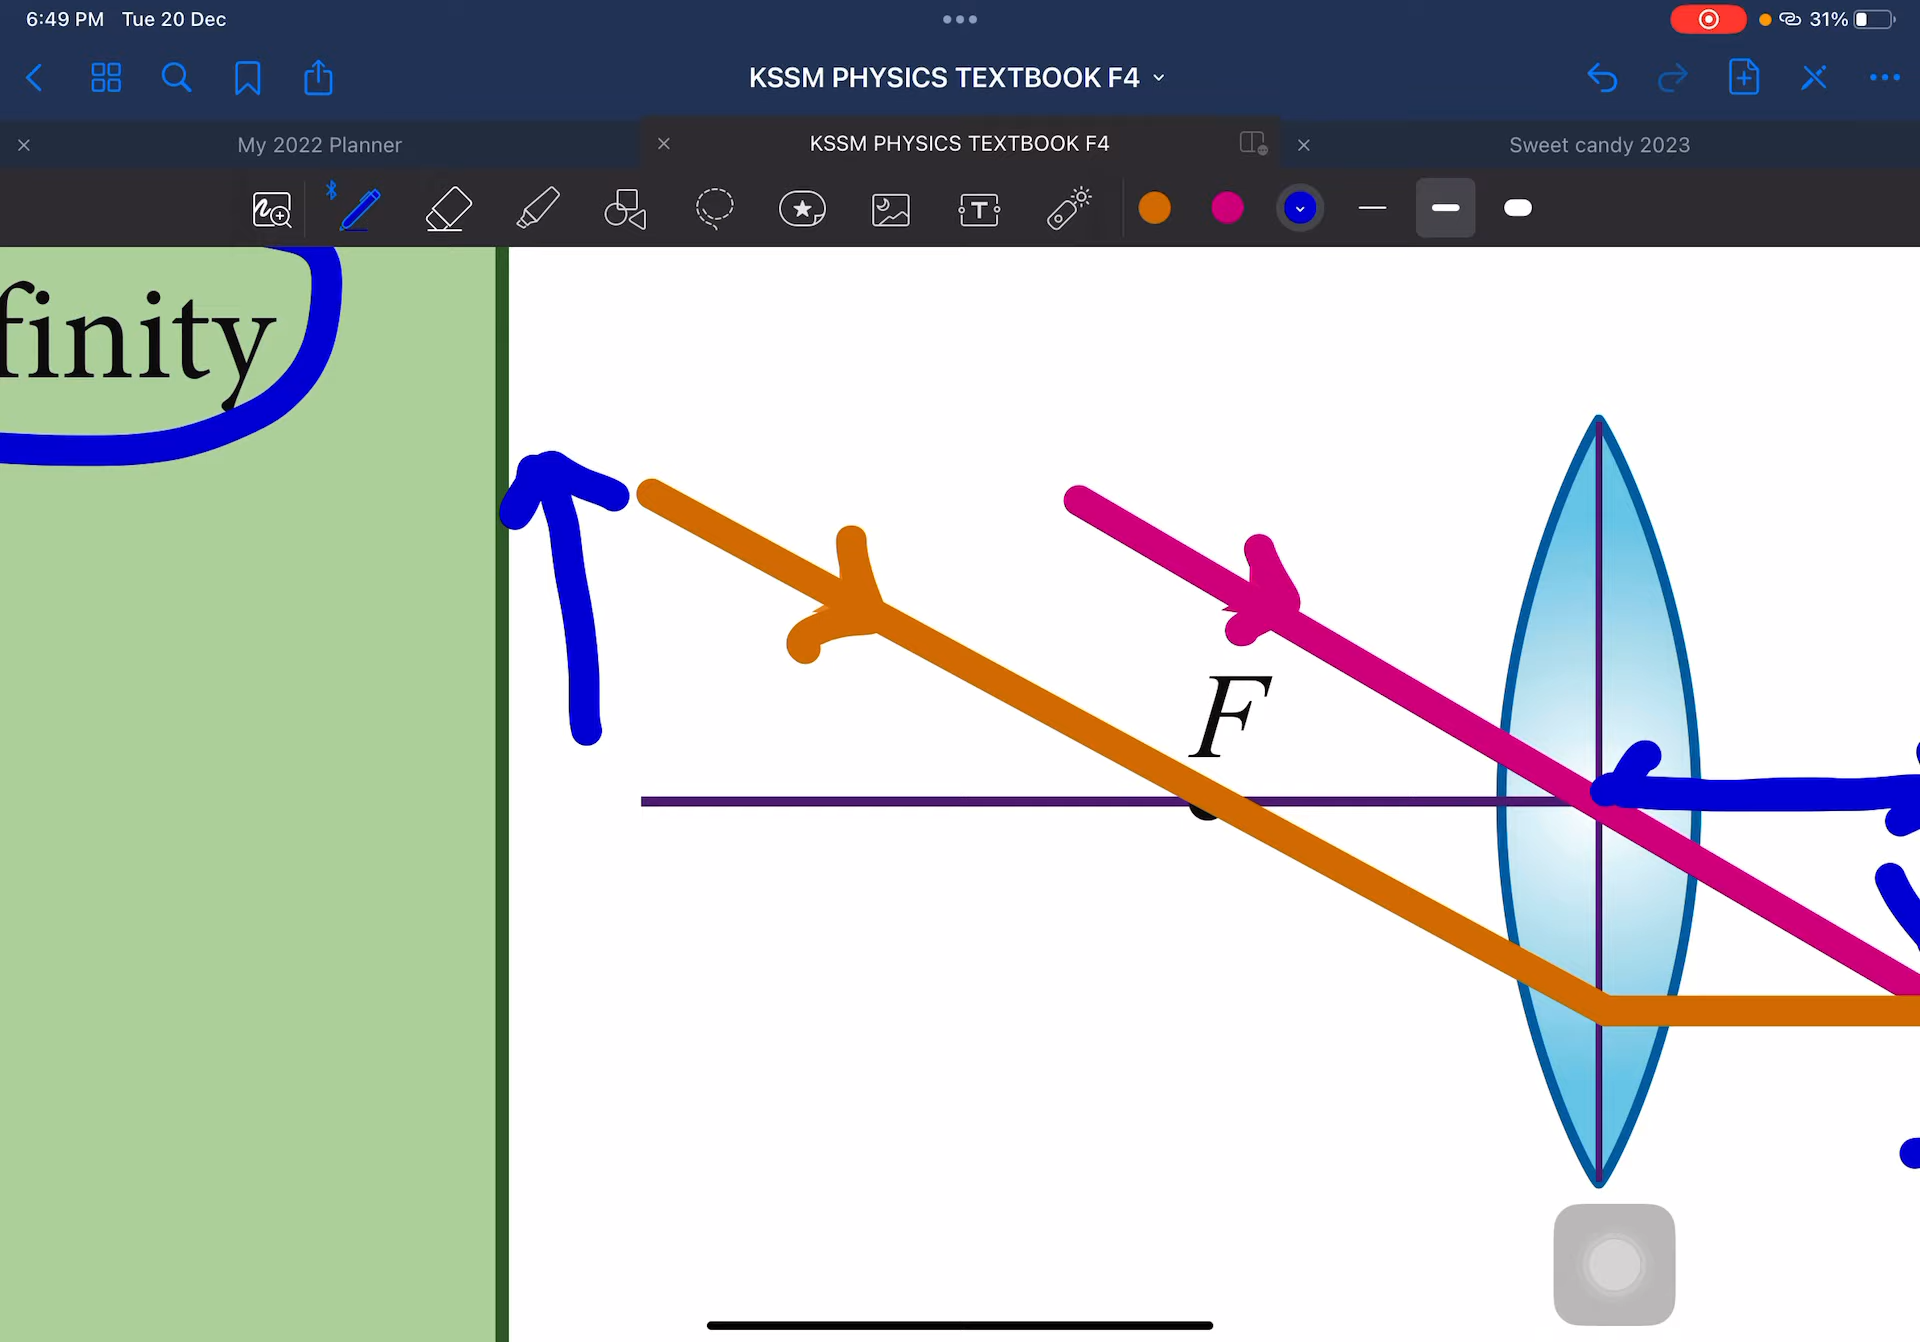 6:49 PM Tue 20 Dec
31%
KSSM PHYSICS TEXTBOOK F4
My 2022 Planner
KSSM PHYSICS TEXTBOOK F4
Sweet candy 2023
T
finity
F